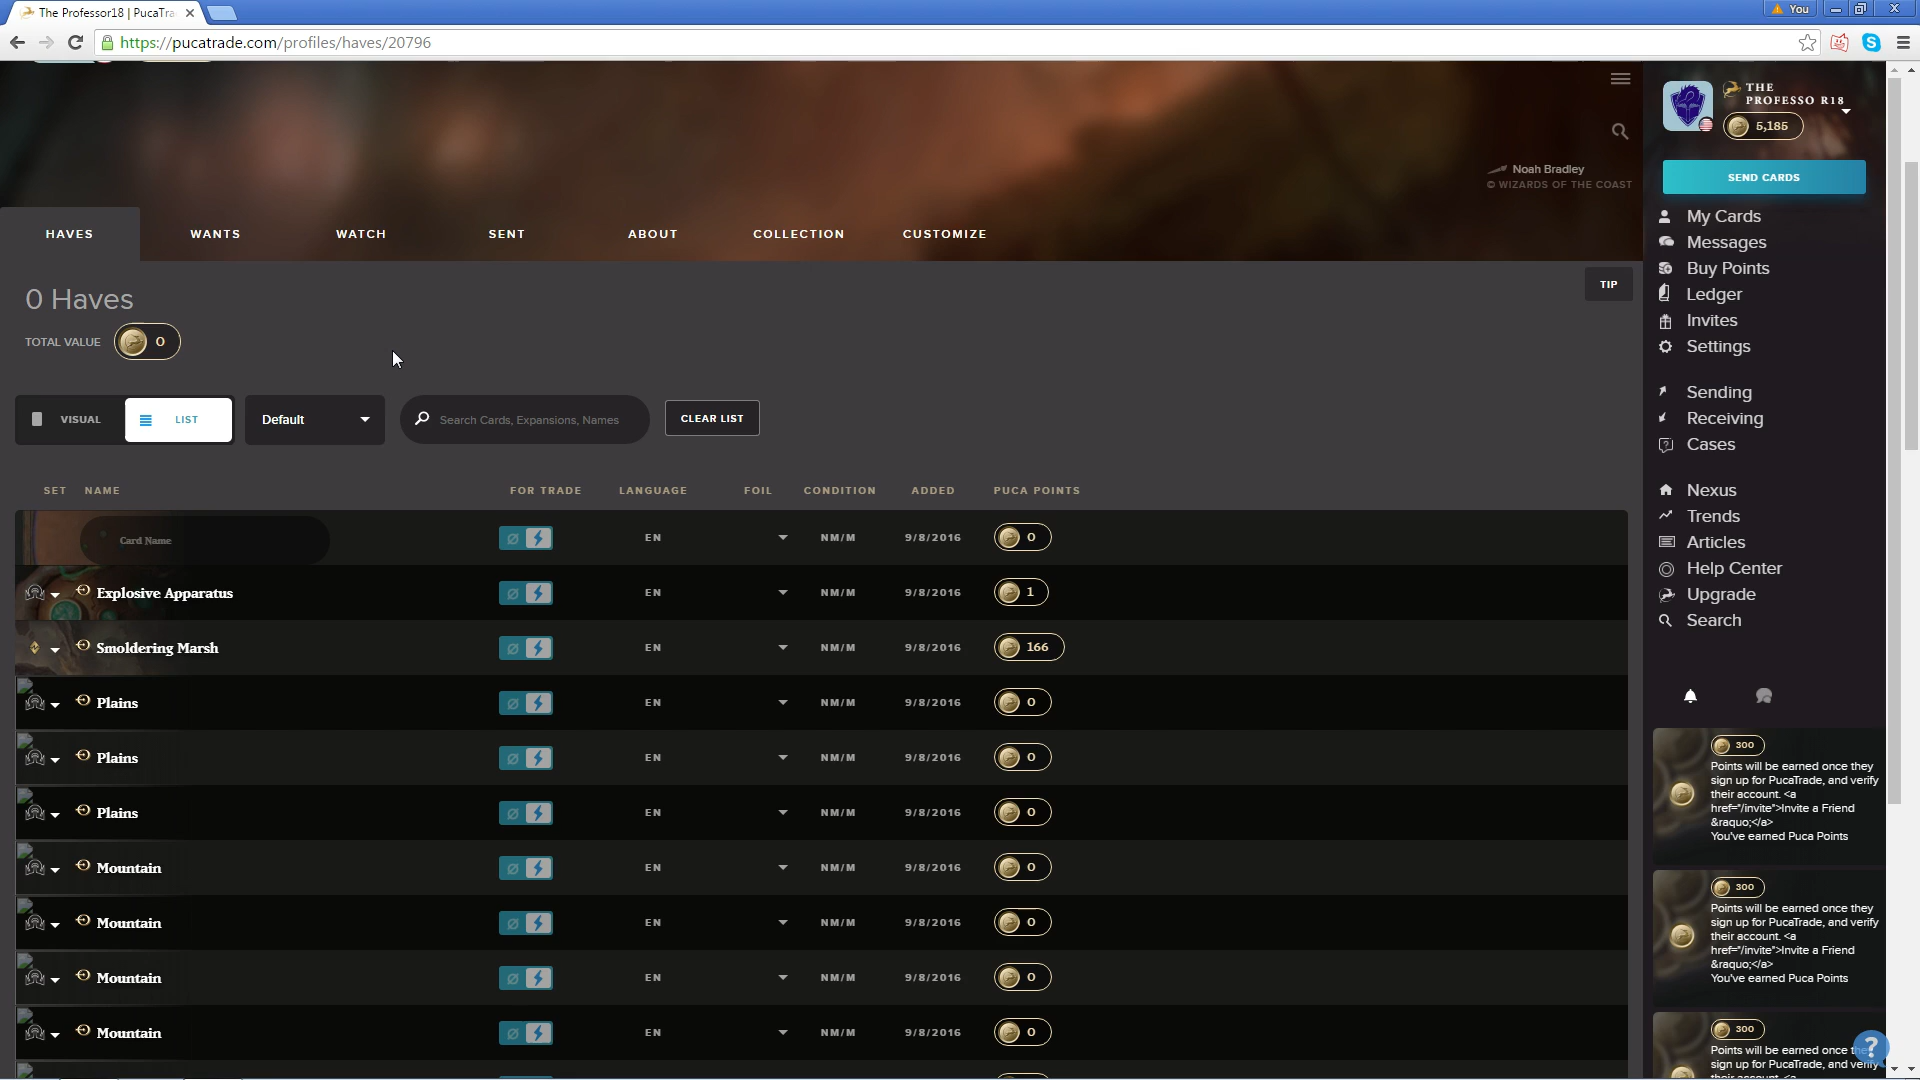 The Professor18 | PucaTra
You
https://pucatrade.com/profiles/haves/20796
Noah Bradley
© WIZARDS OF THE COAST
HAVES WANTS WATCH SENT ABOUT COLLECTION CUSTOMIZE
0 Haves
TIP
TOTAL VALUE 0
VISUAL LIST Default Search Cards, Expansions, Names CLEAR LIST
SET NAME FOR TRADE LANGUAGE FOIL CONDITION ADDED PUCA POINTS
Card Name EN NM/M 9/8/2016 0
Explosive Apparatus EN NM/M 9/8/2016 1
Smoldering Marsh EN NM/M 9/8/2016 166
Plains EN NM/M 9/8/2016 0
Plains EN NM/M 9/8/2016 0
Plains EN NM/M 9/8/2016 0
Mountain EN NM/M 9/8/2016 0
Mountain EN NM/M 9/8/2016 0
Mountain EN NM/M 9/8/2016 0
Mountain EN NM/M 9/8/2016 0
THE
PROFESSO R18
5,185
SEND CARDS
My Cards
Messages
Buy Points
Ledger
Invites
Settings
Sending
Receiving
Cases
Nexus
Trends
Articles
Help Center
Upgrade
Search
300
Points will be earned once they
sign up for PucaTrade, and verify
their account. <a
href="/invite">Invite a Friend
&raquo;</a>
You've earned Puca Points
300
Points will be earned once they
sign up for PucaTrade, and verify
their account. <a
href="/invite">Invite a Friend
&raquo;</a>
You've earned Puca Points
300
Points will be earned once they
sign up for PucaTrade, and verify
?